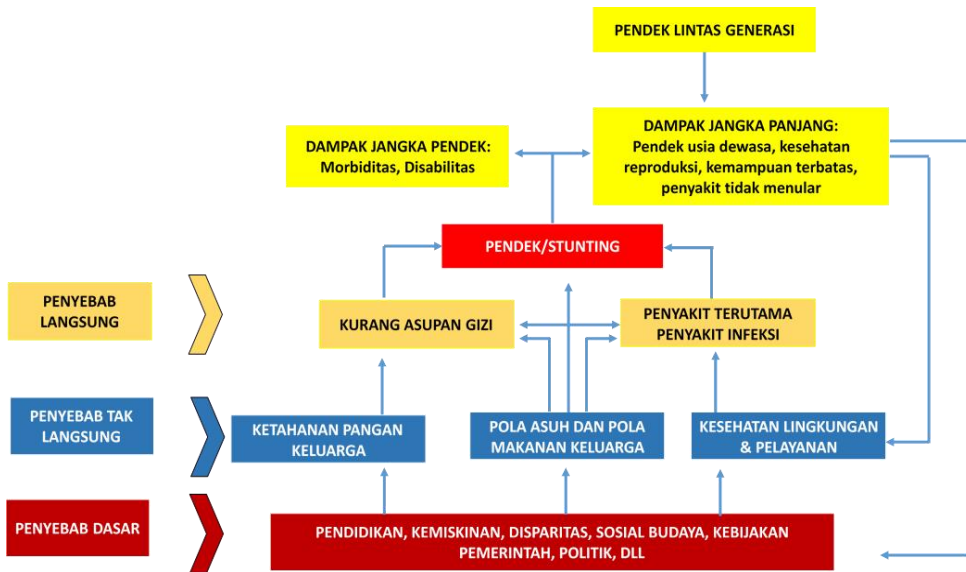 PENDEK LINTAS GENERASI
DAMPAK JANGKA PENDEK:
Morbiditas, Disabilitas
DAMPAK JANGKA PANJANG:
Pendek usia dewasa, kesehatan
reproduksi, kemampuan terbatas,
penyakit tidak menular
PENDEK/STUNTING
PENYEBAB
LANGSUNG
KURANG ASUPAN GIZI
PENYAKIT TERUTAMA
PENYAKIT INFEKSI
PENYEBAB TAK
LANGSUNG
KETAHANAN PANGAN
KELUARGA
POLA ASUH DAN POLA
MAKANAN KELUARGA
KESEHATAN LINGKUNGAN
& PELAYANAN
PENYEBAB DASAR
PENDIDIKAN, KEMISKINAN, DISPARITAS, SOSIAL BUDAYA, KEBIJAKAN
PEMERINTAH, POLITIK, DLL